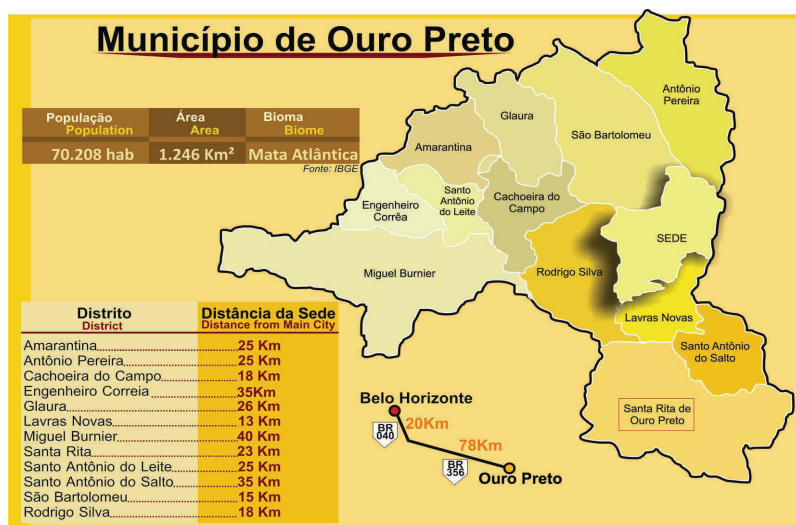 Município de Ouro Preto
População Área Bioma
Population Area Biome
70.208 hab 1.246 Km² Mata Atlântica
Fonte: IBGE
Antônio
Pereira
Glaura
São Bartolomeu
Amarantina
Santo
Antônio
do Leite
Cachoeira do
Campo
Engenheiro
Corrêa
SEDE
Miguel Burnier
Rodrigo Silva
Lavras Novas
Santo Antônio
do Salto
Santa Rita de
Ouro Preto
Distrito Distância da Sede
District Distance from Main City
Amarantina 25 Km
Antônio Pereira 25 Km
Cachoeira do Campo 18 Km
Engenheiro Correia 35Km
Glaura 26 Km
Lavras Novas 13 Km
Miguel Burnier 40 Km
Santa Rita 23 Km
Santo Antônio do Leite 25 Km
Santo Antônio do Salto 35 Km
São Bartolomeu 15 Km
Rodrigo Silva 18 Km
Belo Horizonte
20Km
BR
040
78Km
BR
356
Ouro Preto